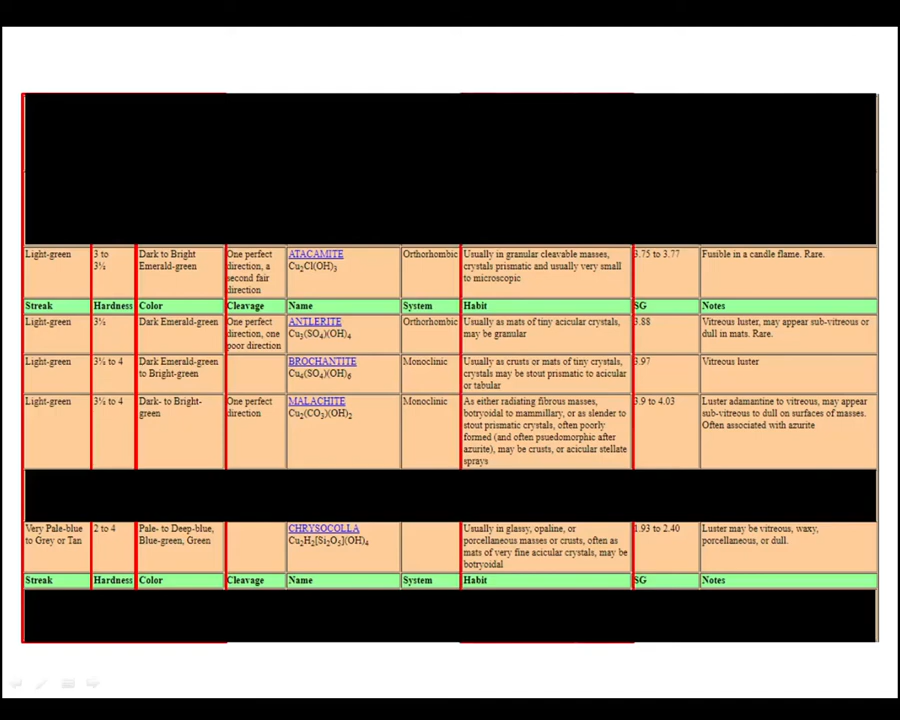 Light-green 3 to 3½ Dark to Bright Emerald-green One perfect direction, a second fair direction ATACAMITE Cu2Cl(OH)3 Orthorhombic Usually in granular cleavable masses, crystals prismatic and usually very small to microscopic 3.75 to 3.77 Fusible in a candle flame. Rare.
Streak Hardness Color Cleavage Name System Habit SG Notes
Light-green 3½ Dark Emerald-green One perfect direction, one poor direction ANTLERITE Cu3(SO4)(OH)4 Orthorhombic Usually as mats of tiny acicular crystals, may be granular 3.88 Vitreous luster, may appear sub-vitreous or dull in mats. Rare.
Light-green 3½ to 4 Dark Emerald-green to Bright-green BROCHANTITE Cu4(SO4)(OH)6 Monoclinic Usually as crusts or mats of tiny crystals, crystals may be stout prismatic to acicular or tabular 3.97 Vitreous luster
Light-green 3½ to 4 Dark- to Bright-green One perfect direction MALACHITE Cu2(CO3)(OH)2 Monoclinic As either radiating fibrous masses, botryoidal to mammillary, or as slender to stout prismatic crystals, often poorly formed (and often psuedomorphic after azurite), may be crusts, or acicular stellate sprays 3.9 to 4.03 Luster adamantine to vitreous, may appear sub-vitreous to dull on surfaces of masses. Often associated with azurite
Very Pale-blue to Grey or Tan 2 to 4 Pale- to Deep-blue, Blue-green, Green CHRYSOCOLLA Cu2H2[Si2O5](OH)4 Usually in glassy, opaline, or porcellaneous masses or crusts, often as mats of very fine acicular crystals, may be botryoidal 1.93 to 2.40 Luster may be vitreous, waxy, porcellaneous, or dull.
Streak Hardness Color Cleavage Name System Habit SG Notes